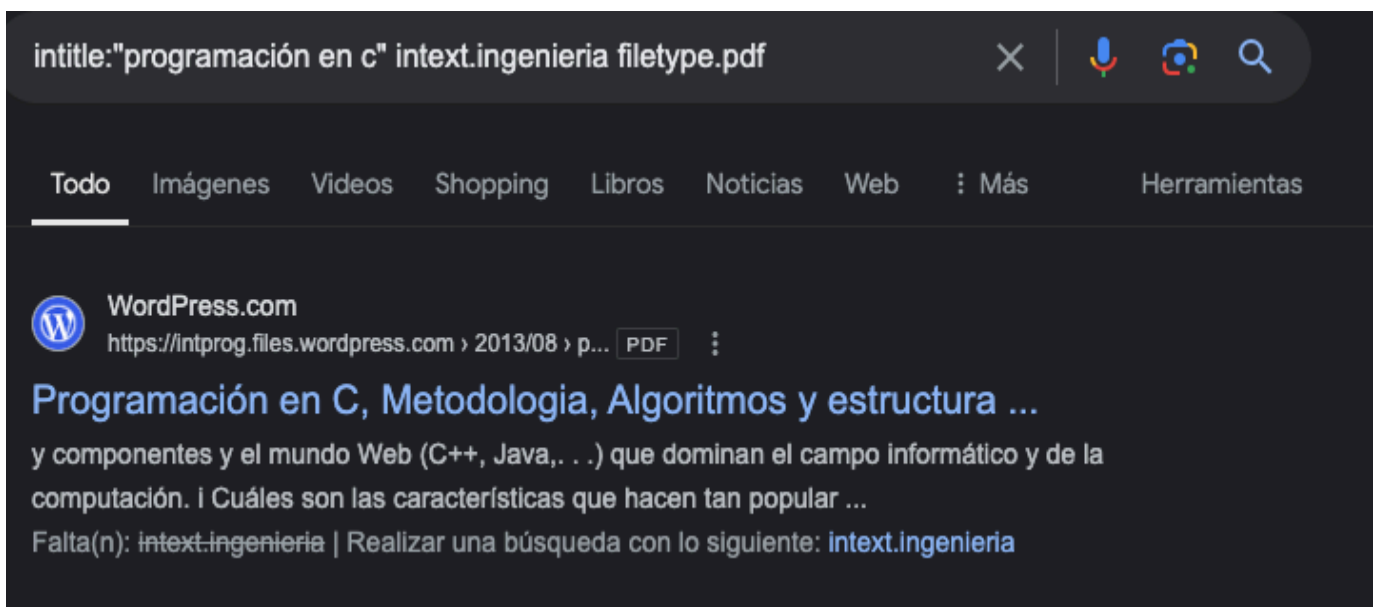 intitle:"programación en c" intext.ingenieria filetype.pdf
Todo Imágenes Videos Shopping Libros Noticias Web Más Herramientas
WordPress.com
https://intprog.files.wordpress.com › 2013/08 › p... PDF
Programación en C, Metodologia, Algoritmos y estructura ...
y componentes y el mundo Web (C++, Java,. . .) que dominan el campo informático y de la
computación. i Cuáles son las características que hacen tan popular ...
Falta(n): intext.ingenieria | Realizar una búsqueda con lo siguiente: intext.ingenieria